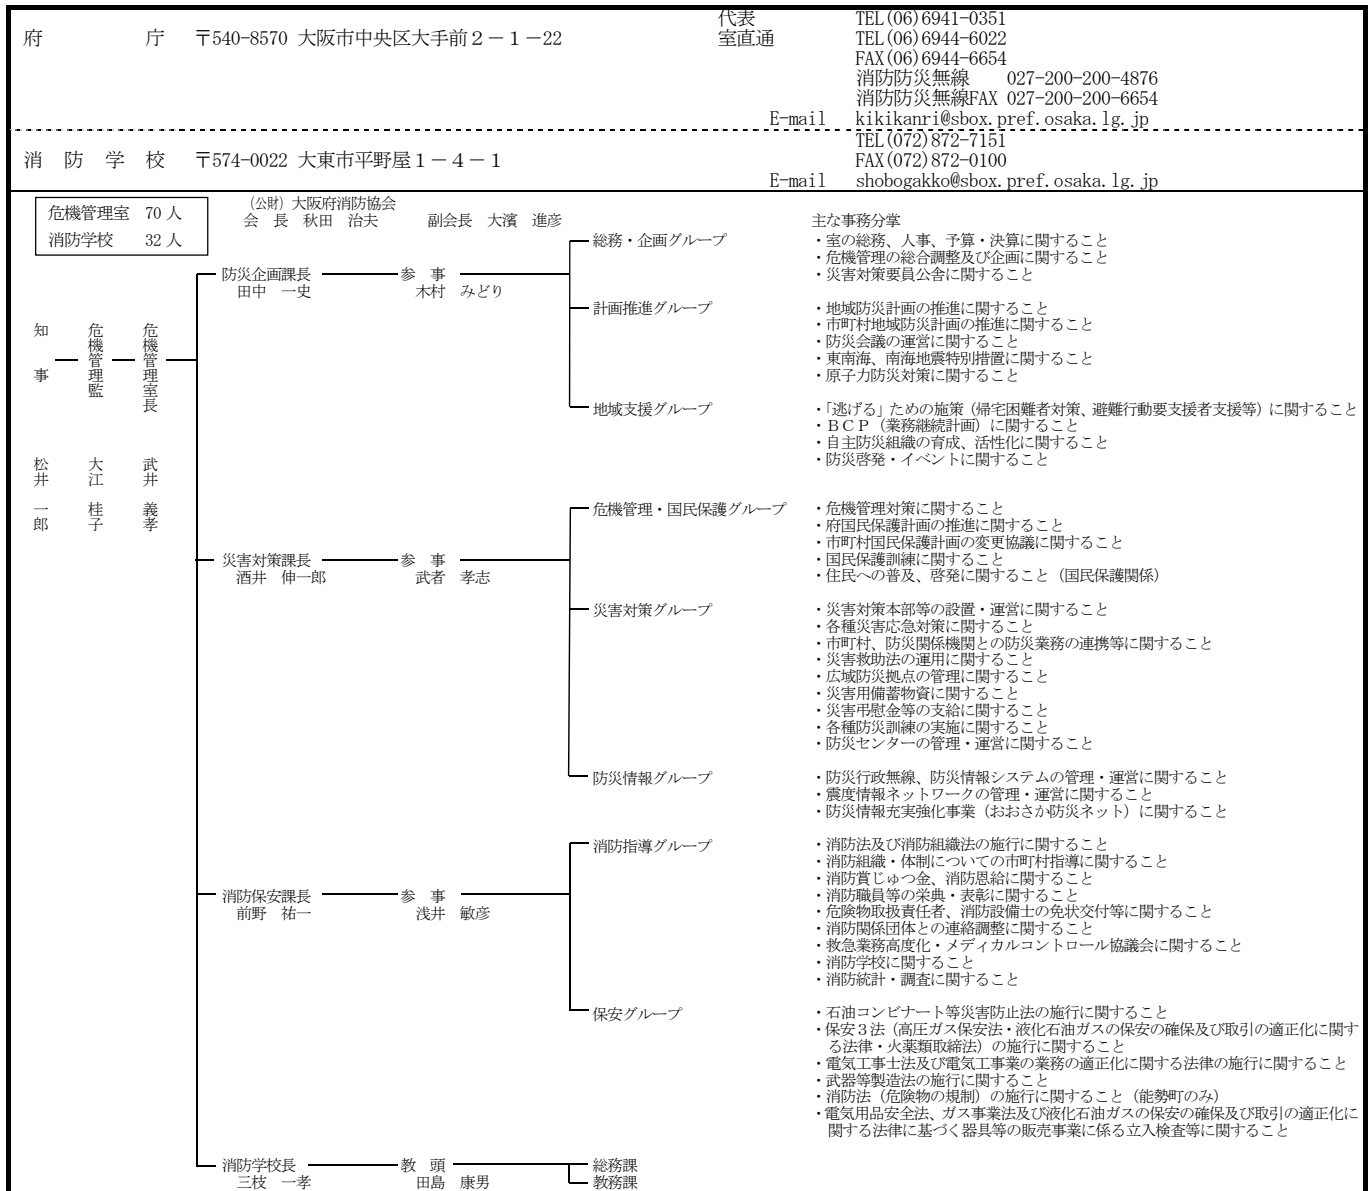 府　庁　〒540-8570 大阪市中央区大手前２－１－22
代表　TEL(06)6941-0351
室直通　TEL(06)6944-6022
FAX(06)6944-6654
消防防災無線　027-200-200-4876
消防防災無線FAX 027-200-200-6654
E-mail　kikikanri@sbox.pref.osaka.lg.jp
消　防　学　校　〒574-0022 大東市平野屋１－４－１
TEL(072)872-7151
FAX(072)872-0100
E-mail　shobogakko@sbox.pref.osaka.lg.jp
危機管理室　70 人
消防学校　32 人
（公財）大阪府消防協会
会　長　秋田　治夫　副会長　大濱　進彦
知　事　松井　一郎
危機管理監　大江　桂子
危機管理室長　武井　義孝
主な事務分掌
防災企画課長
田中　一史
参　事
木村　みどり
総務・企画グループ
・室の総務、人事、予算・決算に関すること
・危機管理の総合調整及び企画に関すること
・災害対策要員公舎に関すること
計画推進グループ
・地域防災計画の推進に関すること
・市町村地域防災計画の推進に関すること
・防災会議の運営に関すること
・東南海、南海地震特別措置に関すること
・原子力防災対策に関すること
地域支援グループ
・「逃げる」ための施策（帰宅困難者対策、避難行動要支援者支援等）に関すること
・ＢＣＰ（業務継続計画）に関すること
・自主防災組織の育成、活性化に関すること
・防災啓発・イベントに関すること
災害対策課長
酒井　伸一郎
参　事
武者　孝志
危機管理・国民保護グループ
・危機管理対策に関すること
・府国民保護計画の推進に関すること
・市町村国民保護計画の変更協議に関すること
・国民保護訓練に関すること
・住民への普及、啓発に関すること（国民保護関係）
災害対策グループ
・災害対策本部等の設置・運営に関すること
・各種災害応急対策に関すること
・市町村、防災関係機関との防災業務の連携等に関すること
・災害救助法の運用に関すること
・広域防災拠点の管理に関すること
・災害用備蓄物資に関すること
・災害弔慰金等の支給に関すること
・各種防災訓練の実施に関すること
・防災センターの管理・運営に関すること
防災情報グループ
・防災行政無線、防災情報システムの管理・運営に関すること
・震度情報ネットワークの管理・運営に関すること
・防災情報充実強化事業（おおさか防災ネット）に関すること
消防保安課長
前野　祐一
参　事
浅井　敏彦
消防指導グループ
・消防法及び消防組織法の施行に関すること
・消防組織・体制についての市町村指導に関すること
・消防賞じゅつ金、消防恩給に関すること
・消防職員等の栄典・表彰に関すること
・危険物取扱責任者、消防設備士の免状交付等に関すること
・消防関係団体との連絡調整に関すること
・救急業務高度化・メディカルコントロール協議会に関すること
・消防学校に関すること
・消防統計・調査に関すること
保安グループ
・石油コンビナート等災害防止法の施行に関すること
・保安３法（高圧ガス保安法・液化石油ガスの保安の確保及び取引の適正化に関す
る法律・火薬類取締法）の施行に関すること
・電気工事士法及び電気工事業の業務の適正化に関する法律の施行に関すること
・武器等製造法の施行に関すること
・消防法（危険物の規制）の施行に関すること（能勢町のみ）
・電気用品安全法、ガス事業法及び液化石油ガスの保安の確保及び取引の適正化に
関する法律に基づく器具等の販売事業に係る立入検査等に関すること
消防学校長
三枝　一孝
教　頭
田島　康男
総務課
教務課